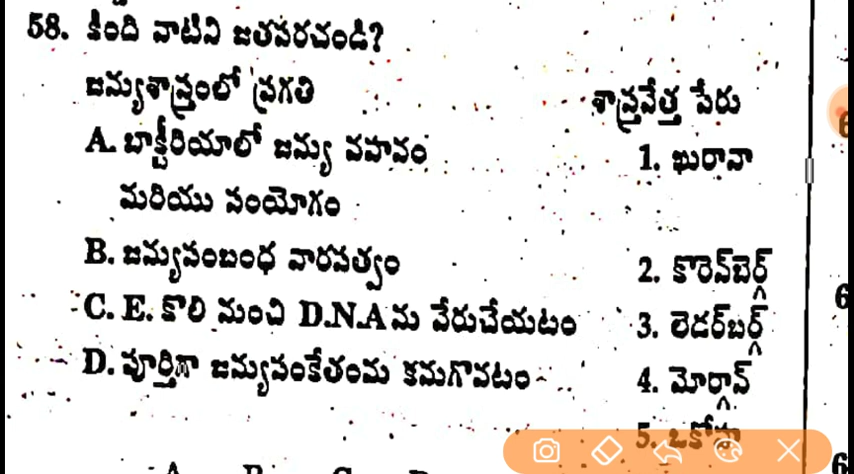 58. కింది వాటిని జతపరచండి?
జన్యుశాస్త్రంలో ప్రగతి శాస్త్రవేత్త పేరు
A. బాక్టీరియాలో జన్యు వహనం 1. ఖురానా
మరియు సంయోగం
B. జన్యుసంబంధ వారసత్వం 2. కొరెన్‌బెర్గ్
C. E. కొలి నుంచి D.N.A ను వేరుచేయటం 3. లెడర్‌బర్గ్
D. పూర్తిగా జన్యుసంకేతంను కనుగొనటం 4. మోర్గాన్
5.